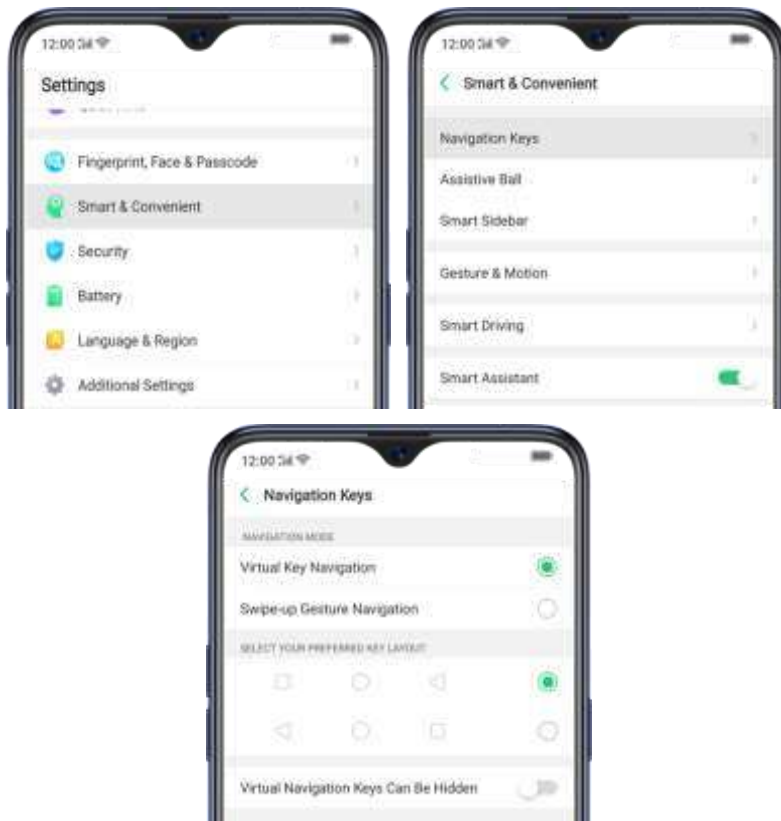 12:00
Settings
Fingerprint, Face & Passcode
Smart & Convenient
Security
Battery
Language & Region
Additional Settings
12:00
Smart & Convenient
Navigation Keys
Assistive Ball
Smart Sidebar
Gesture & Motion
Smart Driving
Smart Assistant
12:00
Navigation Keys
NAVIGATION MODE
Virtual Key Navigation
Swipe-up Gesture Navigation
SELECT YOUR PREFERRED KEY LAYOUT
Virtual Navigation Keys Can Be Hidden